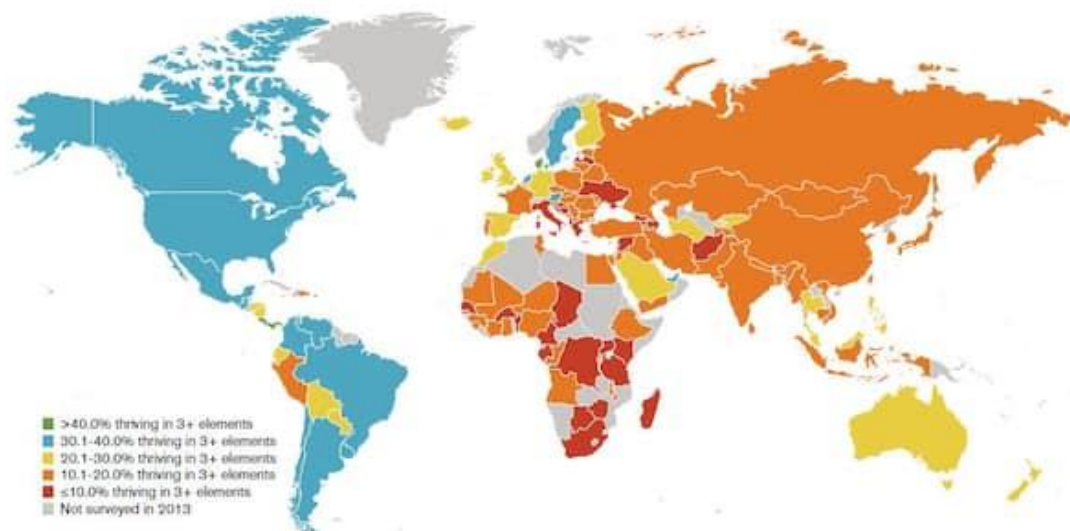 >40.0% thriving in 3+ elements
30.1-40.0% thriving in 3+ elements
20.1-30.0% thriving in 3+ elements
10.1-20.0% thriving in 3+ elements
≤10.0% thriving in 3+ elements
Not surveyed in 2013